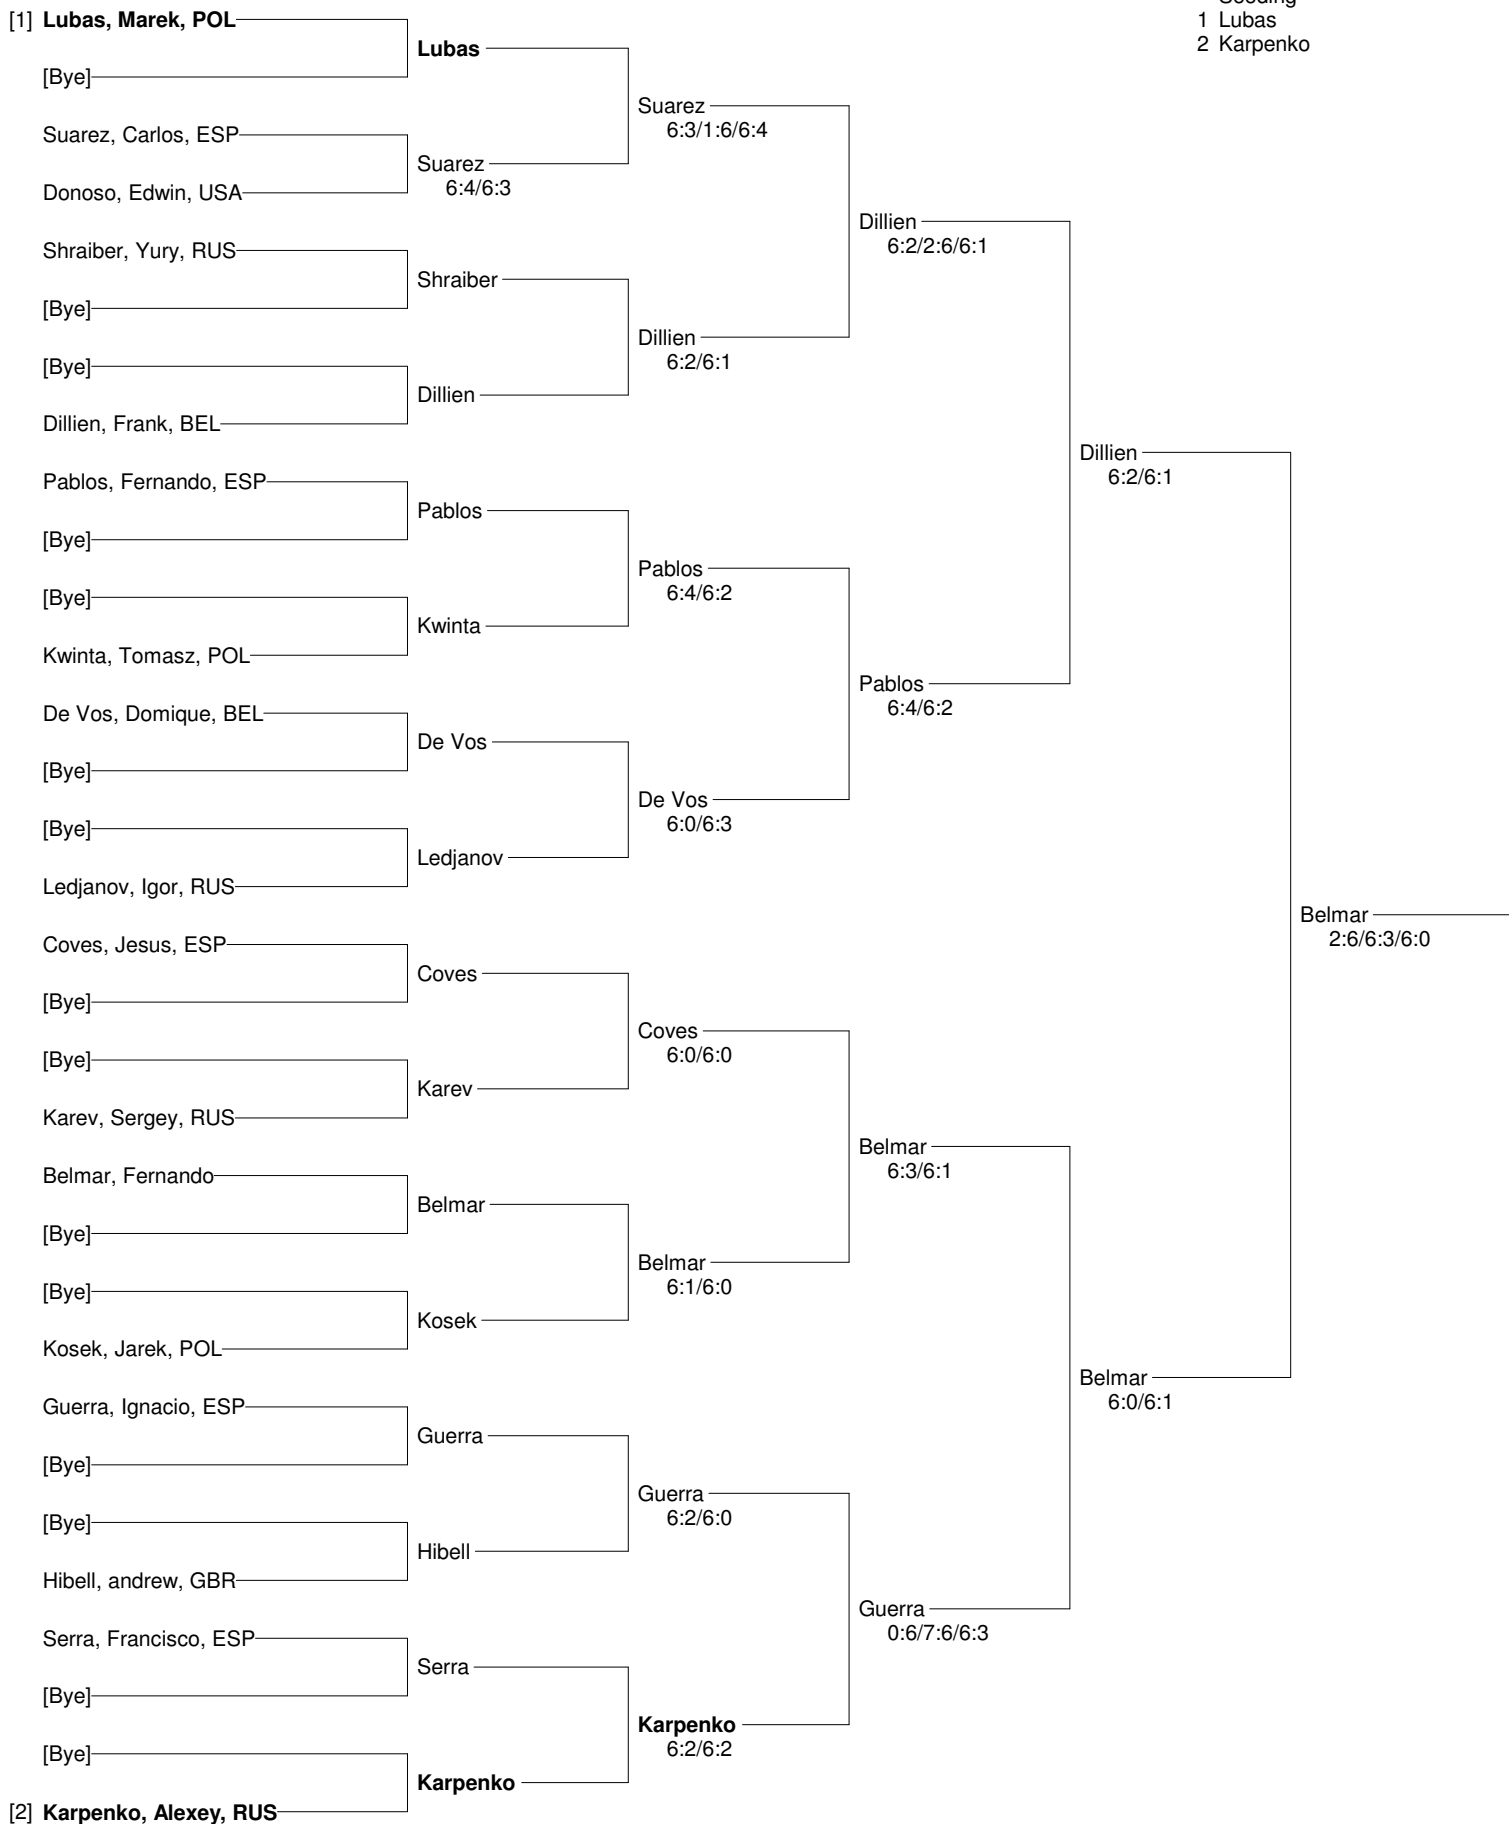 Seeding
1 Lubas
2 Karpenko
[1] Lubas, Marek, POL
[Bye]
Suarez, Carlos, ESP
Donoso, Edwin, USA
Shraiber, Yury, RUS
[Bye]
[Bye]
Dillien, Frank, BEL
Pablos, Fernando, ESP
[Bye]
[Bye]
Kwinta, Tomasz, POL
De Vos, Domique, BEL
[Bye]
[Bye]
Ledjanov, Igor, RUS
Coves, Jesus, ESP
[Bye]
[Bye]
Karev, Sergey, RUS
Belmar, Fernando
[Bye]
[Bye]
Kosek, Jarek, POL
Guerra, Ignacio, ESP
[Bye]
[Bye]
Hibell, andrew, GBR
Serra, Francisco, ESP
[Bye]
[Bye]
[2] Karpenko, Alexey, RUS
Lubas
Suarez
6:4/6:3
Shraiber
Dillien
Pablos
Kwinta
De Vos
Ledjanov
Coves
Karev
Belmar
Kosek
Guerra
Hibell
Serra
Karpenko
Suarez
6:3/1:6/6:4
Dillien
6:2/6:1
Pablos
6:4/6:2
De Vos
6:0/6:3
Coves
6:0/6:0
Belmar
6:1/6:0
Guerra
6:2/6:0
Karpenko
6:2/6:2
Dillien
6:2/2:6/6:1
Pablos
6:4/6:2
Belmar
6:3/6:1
Guerra
0:6/7:6/6:3
Dillien
6:2/6:1
Belmar
6:0/6:1
Belmar
2:6/6:3/6:0